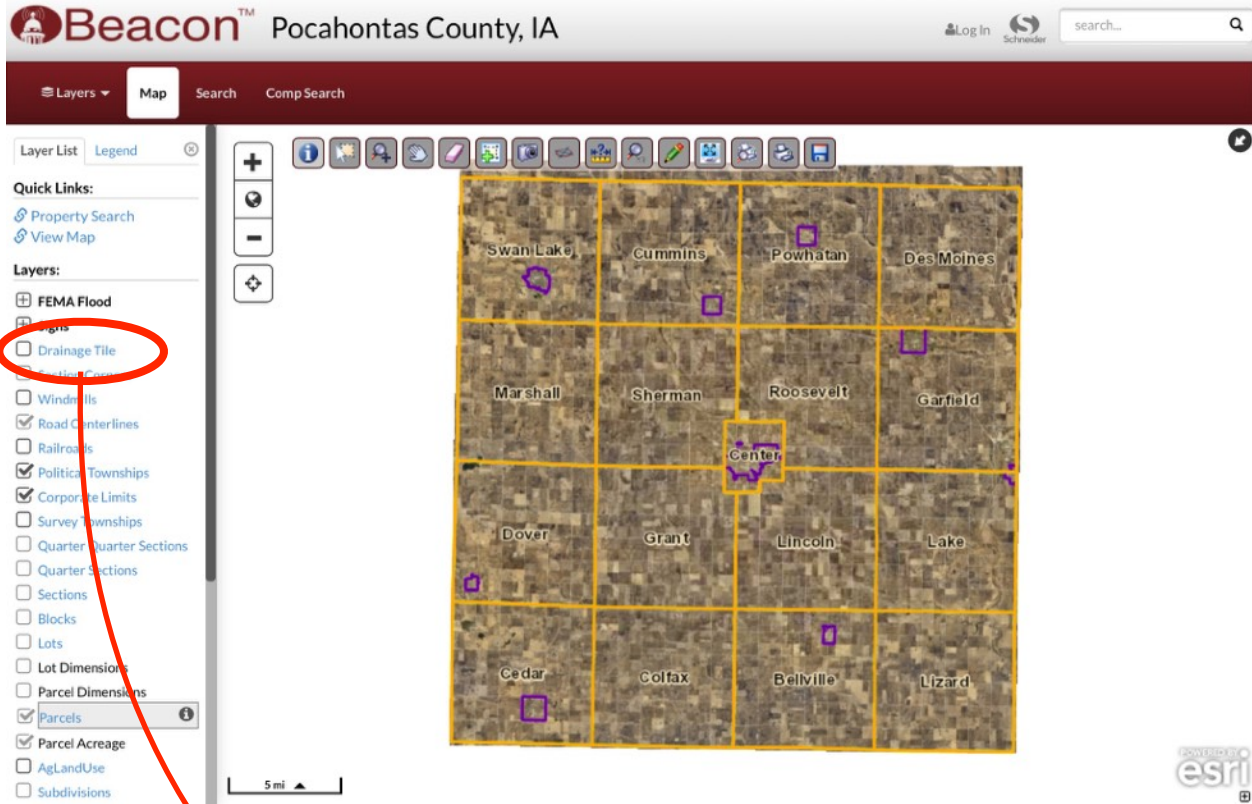 Beacon™ Pocahontas County, IA
Log In
Schneider
search...
Layers
Map
Search
Comp Search
Layer List
Legend
Quick Links:
Property Search
View Map
Layers:
FEMA Flood
Signs
Drainage Tile
Section Corners
Windmills
Road Centerlines
Railroads
Political Townships
Corporate Limits
Survey Townships
Quarter Quarter Sections
Quarter Sections
Sections
Blocks
Lots
Lot Dimensions
Parcel Dimensions
Parcels
Parcel Acreage
AgLandUse
Subdivisions
Swan Lake
Cummins
Powhatan
Des Moines
Marshall
Sherman
Roosevelt
Garfield
Center
Dover
Grant
Lincoln
Lake
Cedar
Colfax
Bellville
Lizard
5 mi
POWERED BY
esri